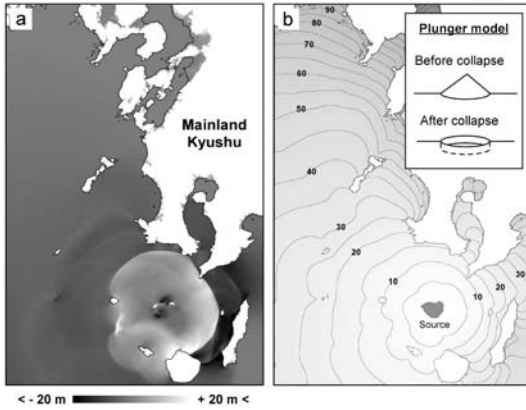 a
Mainland
Kyushu
< - 20 m
+ 20 m <
b
90
80
70
60
50
40
30
20
10
10
20
30
Source
Plunger model
Before collapse
After collapse